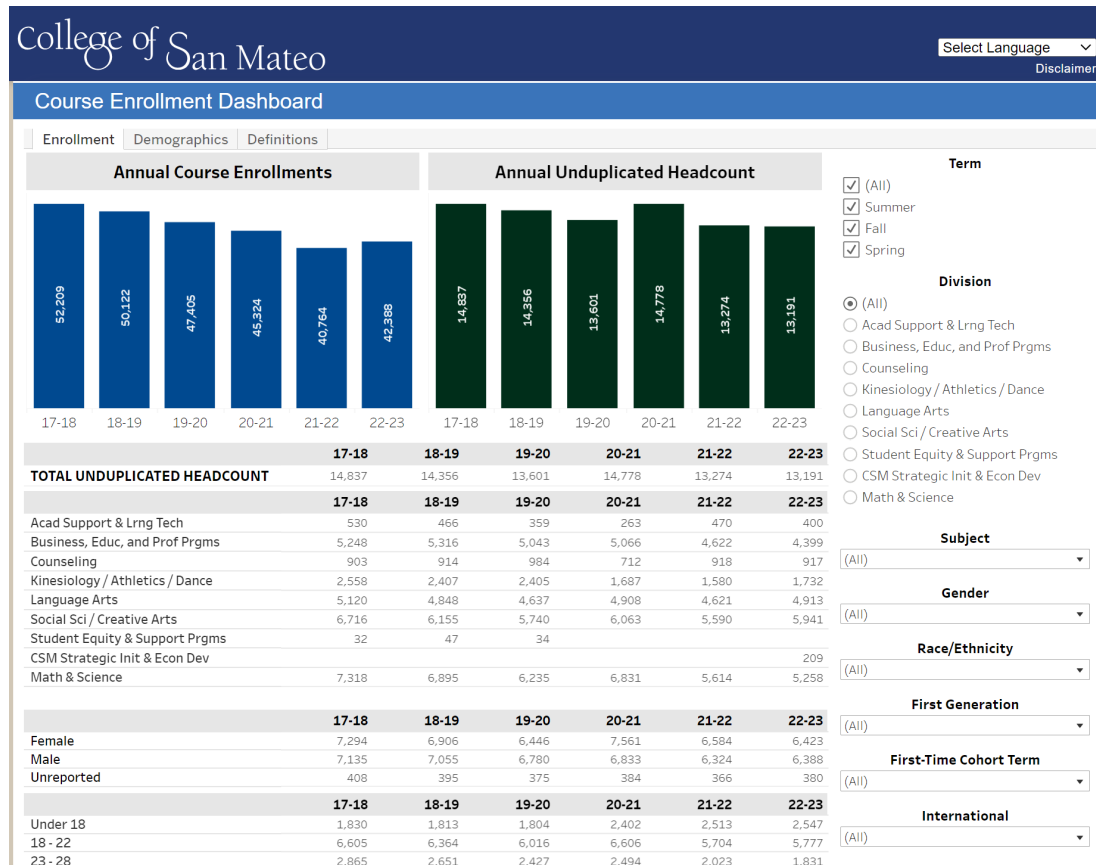 College of San Mateo
Select Language
Disclaimer
Course Enrollment Dashboard
Enrollment Demographics Definitions
Annual Course Enrollments
52,209 50,122 47,405 45,324 40,764 42,388
17-18 18-19 19-20 20-21 21-22 22-23
Annual Unduplicated Headcount
14,837 14,356 13,601 14,778 13,274 13,191
17-18 18-19 19-20 20-21 21-22 22-23
17-18 18-19 19-20 20-21 21-22 22-23
TOTAL UNDUPLICATED HEADCOUNT 14,837 14,356 13,601 14,778 13,274 13,191
17-18 18-19 19-20 20-21 21-22 22-23
Acad Support & Lrng Tech 530 466 359 263 470 400
Business, Educ, and Prof Prgms 5,248 5,316 5,043 5,066 4,622 4,399
Counseling 903 914 984 712 918 917
Kinesiology / Athletics / Dance 2,558 2,407 2,405 1,687 1,580 1,732
Language Arts 5,120 4,848 4,637 4,908 4,621 4,913
Social Sci / Creative Arts 6,716 6,155 5,740 6,063 5,590 5,941
Student Equity & Support Prgms 32 47 34
CSM Strategic Init & Econ Dev 209
Math & Science 7,318 6,895 6,235 6,831 5,614 5,258
17-18 18-19 19-20 20-21 21-22 22-23
Female 7,294 6,906 6,446 7,561 6,584 6,423
Male 7,135 7,055 6,780 6,833 6,324 6,388
Unreported 408 395 375 384 366 380
17-18 18-19 19-20 20-21 21-22 22-23
Under 18 1,830 1,813 1,804 2,402 2,513 2,547
18 - 22 6,605 6,364 6,016 6,606 5,704 5,777
23 - 28 2,865 2,651 2,427 2,494 2,023 1,831
Term
(All)
Summer
Fall
Spring
Division
(All)
Acad Support & Lrng Tech
Business, Educ, and Prof Prgms
Counseling
Kinesiology / Athletics / Dance
Language Arts
Social Sci / Creative Arts
Student Equity & Support Prgms
CSM Strategic Init & Econ Dev
Math & Science
Subject
(All)
Gender
(All)
Race/Ethnicity
(All)
First Generation
(All)
First-Time Cohort Term
(All)
International
(All)